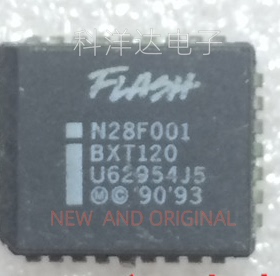 科洋达电子
FLASH
N28F001
BXT120
U62954J5
Ⓜ© '90'93
NEW AND ORIGINAL